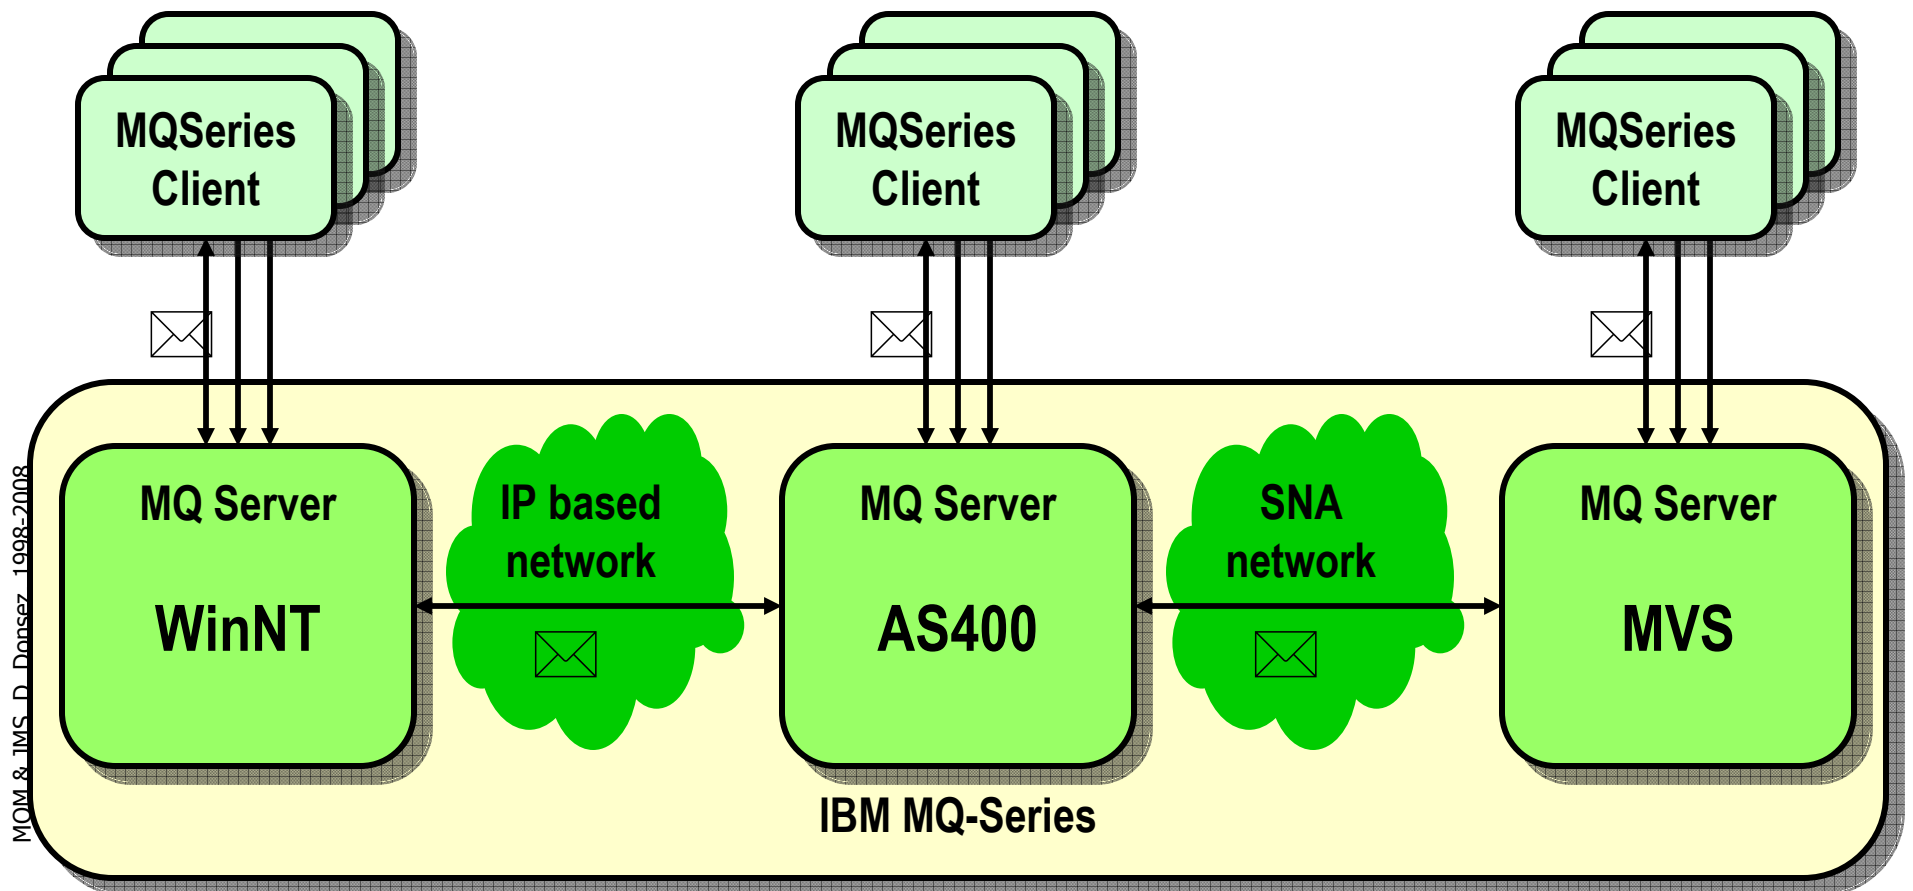 MQSeries
Client
MQSeries
Client
MQSeries
Client
MQ Server
WinNT
IP based
network
MQ Server
AS400
SNA
network
MQ Server
MVS
IBM MQ-Series
MOM & JMS, D. Donsez, 1998-2008